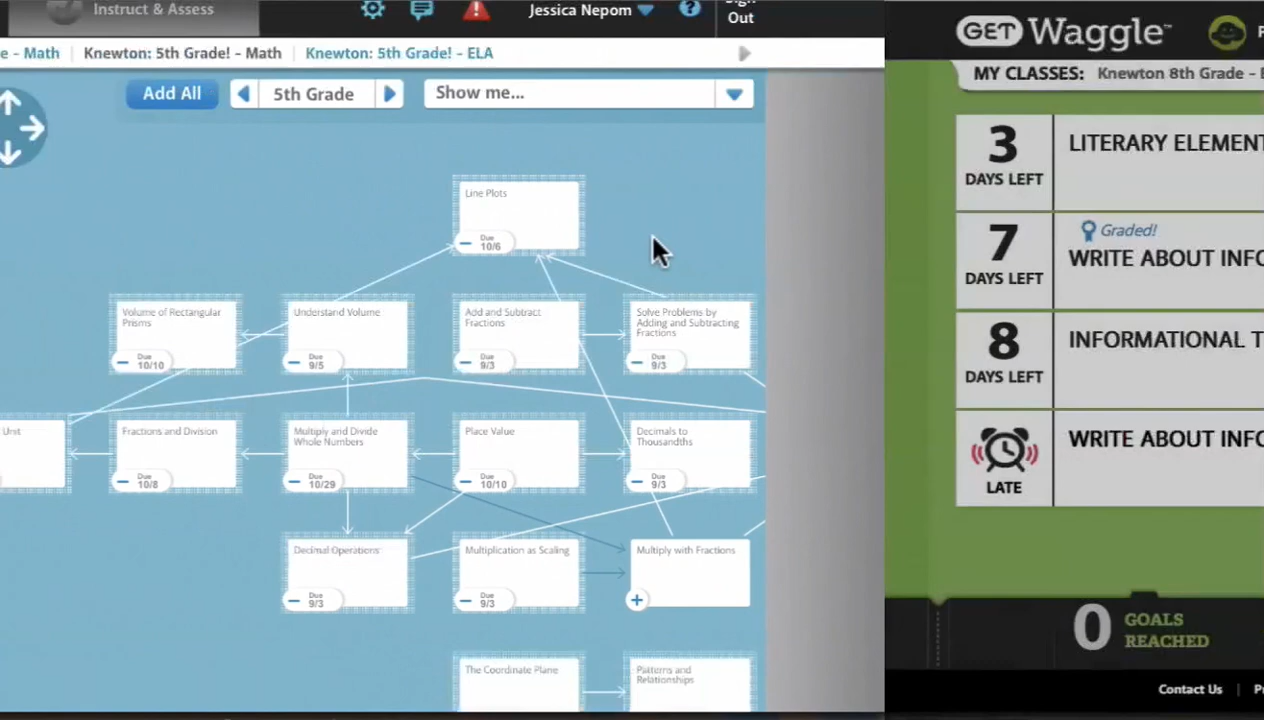 Instruct & Assess
Jessica Nepom
Sign
Out
e - Math
Knewton: 5th Grade! - Math
Knewton: 5th Grade! - ELA
Add All
5th Grade
Show me...
Line Plots
Due
10/6
Volume of Rectangular
Prisms
Due
10/10
Understand Volume
Due
9/5
Add and Subtract
Fractions
Due
9/3
Solve Problems by
Adding and Subtracting
Fractions
Due
9/3
Unit
Fractions and Division
Due
10/8
Multiply and Divide
Whole Numbers
Due
10/29
Place Value
Due
10/10
Decimals to
Thousandths
Due
9/3
Decimal Operations
Due
9/3
Multiplication as Scaling
Due
9/3
Multiply with Fractions
The Coordinate Plane
Patterns and
Relationships
GET Waggle™
MY CLASSES: Knewton 8th Grade -
3
DAYS LEFT
LITERARY ELEMENT
7
DAYS LEFT
Graded!
WRITE ABOUT INFO
8
DAYS LEFT
INFORMATIONAL T
LATE
WRITE ABOUT INFO
0
GOALS
REACHED
Contact Us